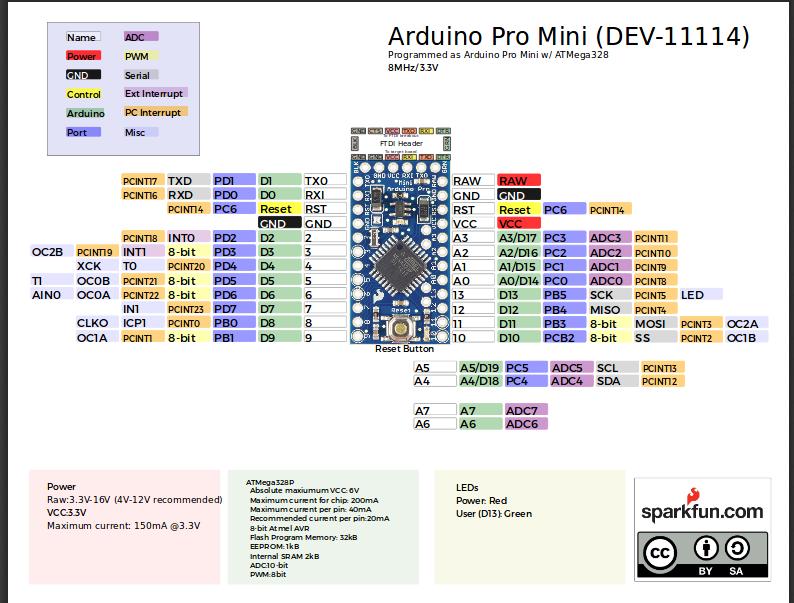 Arduino Pro Mini (DEV-11114)
Programmed as Arduino Pro Mini w/ ATMega328
8MHz/3.3V
Name ADC
Power PWM
GND Serial
Control Ext Interrupt
Arduino PC Interrupt
Port Misc
FTDI Header
PCINT17 TXD PD1 D1 TX0
PCINT16 RXD PD0 D0 RXI
PCINT14 PC6 Reset RST
GND GND
PCINT18 INT0 PD2 D2 2
OC2B PCINT19 INT1 8-bit PD3 D3 3
XCK T0 PCINT20 PD4 D4 4
T1 OC0B PCINT21 8-bit PD5 D5 5
AIN0 OC0A PCINT22 8-bit PD6 D6 6
IN1 PCINT23 PD7 D7 7
CLKO ICP1 PCINT0 PB0 D8 8
OC1A PCINT1 8-bit PB1 D9 9
RAW RAW
GND GND
RST Reset PC6 PCINT14
VCC VCC
A3 A3/D17 PC3 ADC3 PCINT11
A2 A2/D16 PC2 ADC2 PCINT10
A1 A1/D15 PC1 ADC1 PCINT9
A0 A0/D14 PC0 ADC0 PCINT8
13 D13 PB5 SCK PCINT5 LED
12 D12 PB4 MISO PCINT4
11 D11 PB3 8-bit MOSI PCINT3 OC2A
10 D10 PCB2 8-bit SS PCINT2 OC1B
Reset Button
A5 A5/D19 PC5 ADC5 SCL PCINT13
A4 A4/D18 PC4 ADC4 SDA PCINT12
A7 A7 ADC7
A6 A6 ADC6
Power
Raw:3.3V-16V (4V-12V recommended)
VCC:3.3V
Maximum current: 150mA @3.3V
ATMega328P
Absolute maxiumum VCC: 6V
Maximum current for chip: 200mA
Maximum current per pin: 40mA
Recommended current per pin:20mA
8-bit Atmel AVR
Flash Program Memory: 32kB
EEPROM: 1kB
Internal SRAM 2kB
ADC:10-bit
PWM:8bit
LEDs
Power: Red
User (D13): Green
sparkfun.com
cc
BY SA